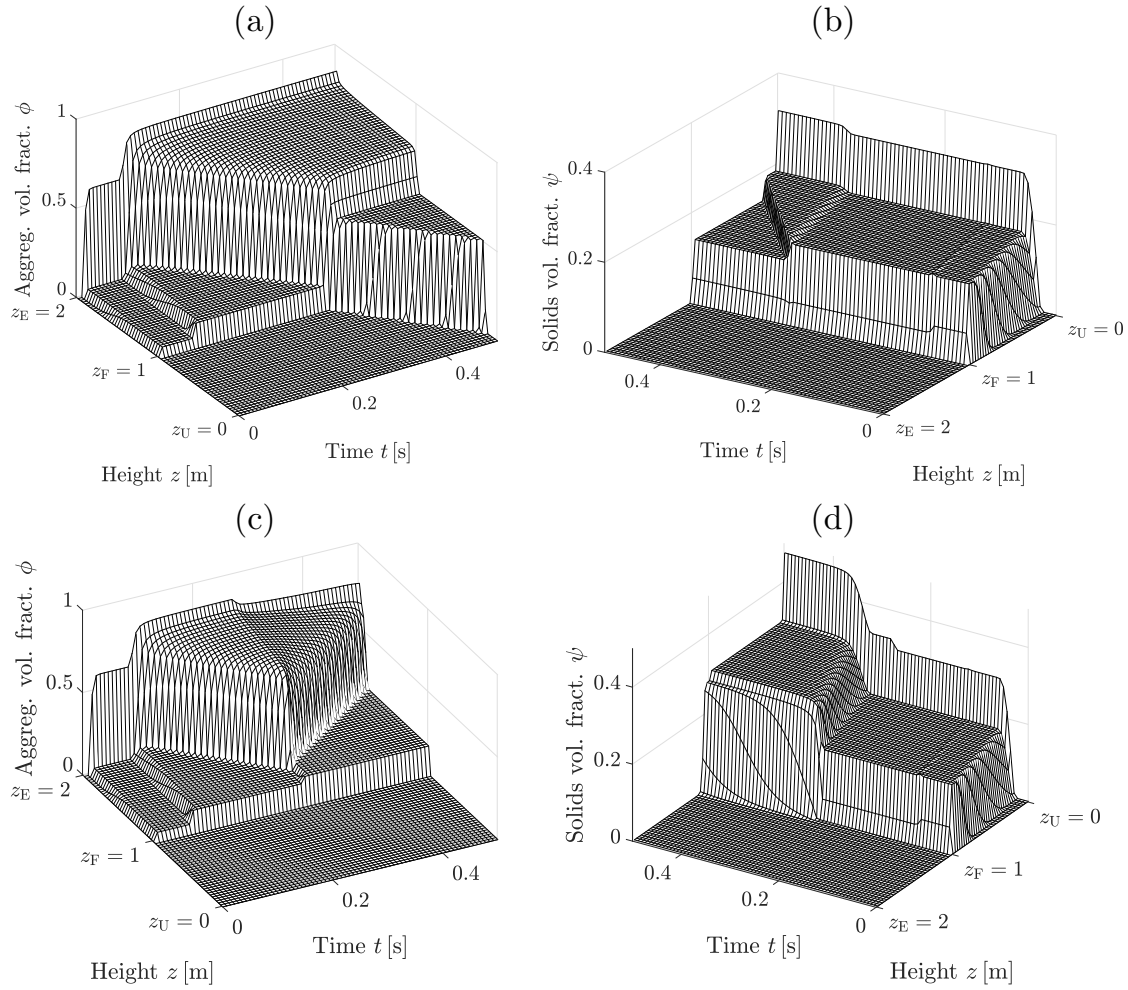 (a)
Aggreg. vol. fract. ϕ
1
0.5
0
z_E = 2
z_F = 1
z_U = 0
0
0.2
0.4
Time t [s]
Height z [m]
(b)
Solids vol. fract. ψ
0.4
0.2
0
0.4
0.2
0
z_U = 0
z_F = 1
z_E = 2
Time t [s]
Height z [m]
(c)
Aggreg. vol. fract. ϕ
1
0.5
0
z_E = 2
z_F = 1
z_U = 0
0
0.2
0.4
Time t [s]
Height z [m]
(d)
Solids vol. fract. ψ
0.4
0.2
0
0.4
0.2
0
z_U = 0
z_F = 1
z_E = 2
Time t [s]
Height z [m]